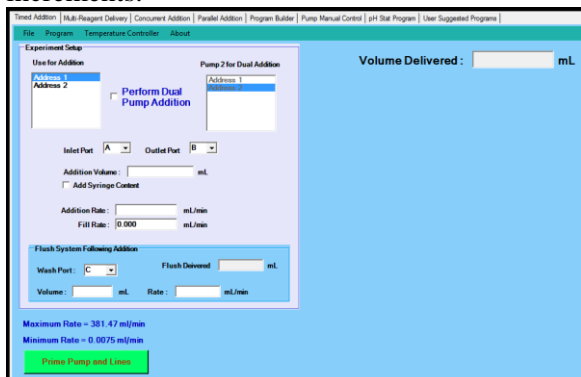 increments.
Timed Addition | Multi-Reagent Delivery | Concurrent Addition | Parallel Addition | Program Builder | Pump Manual Control | pH Stat Program | User Suggested Programs
File Program Temperature Controller About
Experiment Setup
Use for Addition
Pump 2 for Dual Addition
Address 1
Address 2
Perform Dual
Pump Addition
Address 1
Address 2
Volume Delivered : mL
Inlet Port A Outlet Port B
Addition Volume : mL
Add Syringe Content
Addition Rate : mL/min
Fill Rate : 0.000 mL/min
Flush System Following Addition
Wash Port : C Flush Deivered mL
Volume : mL Rate : mL/min
Maximum Rate = 381.47 ml/min
Minimum Rate = 0.0075 ml/min
Prime Pump and Lines